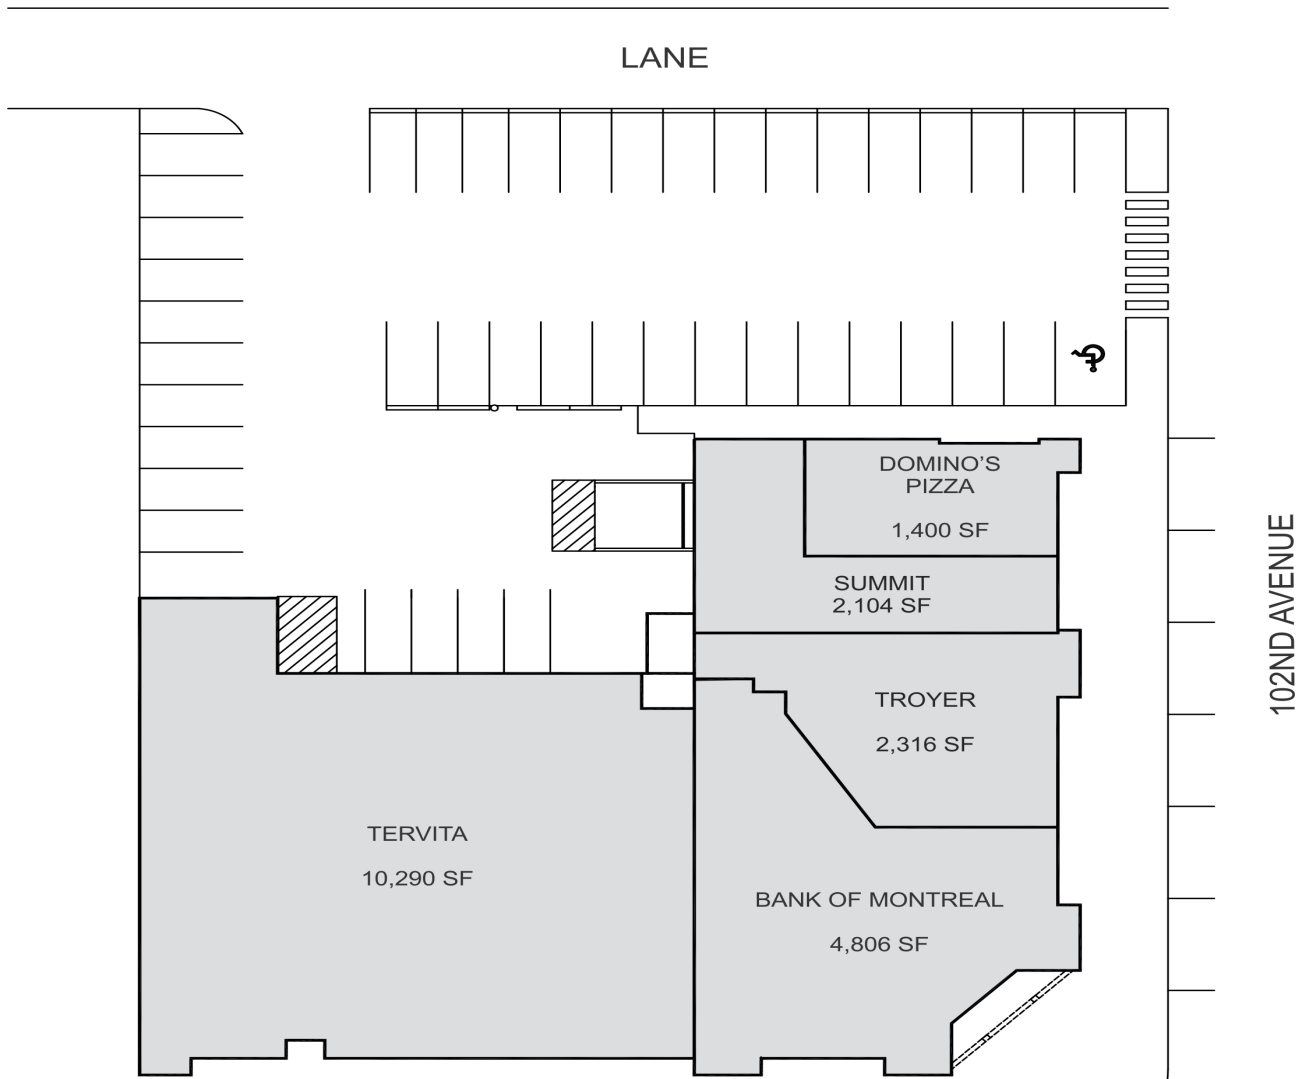 LANE
DOMINO'S
PIZZA
1,400 SF
SUMMIT
2,104 SF
TROYER
2,316 SF
TERVITA
10,290 SF
BANK OF MONTREAL
4,806 SF
102ND AVENUE